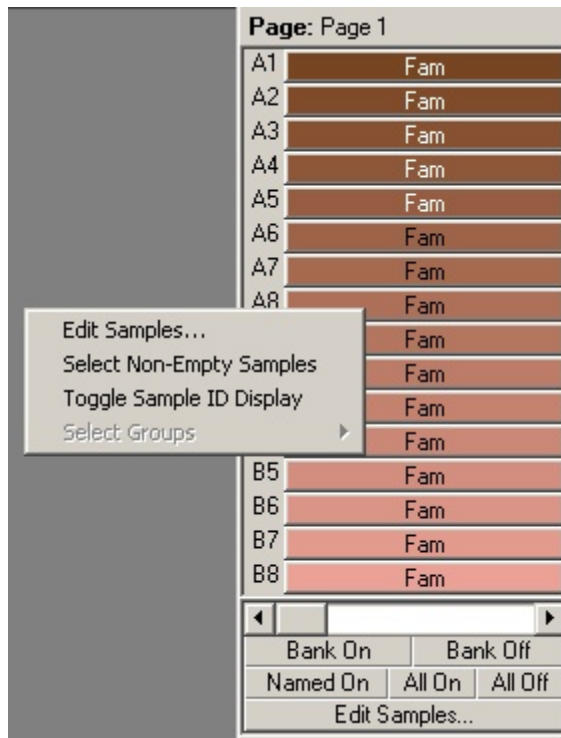 Page: Page 1
A1 Fam
A2 Fam
A3 Fam
A4 Fam
A5 Fam
A6 Fam
A7 Fam
A8 Fam
Fam
Fam
Fam
Fam
B5 Fam
B6 Fam
B7 Fam
B8 Fam
Edit Samples...
Select Non-Empty Samples
Toggle Sample ID Display
Select Groups
Bank On Bank Off
Named On All On All Off
Edit Samples...